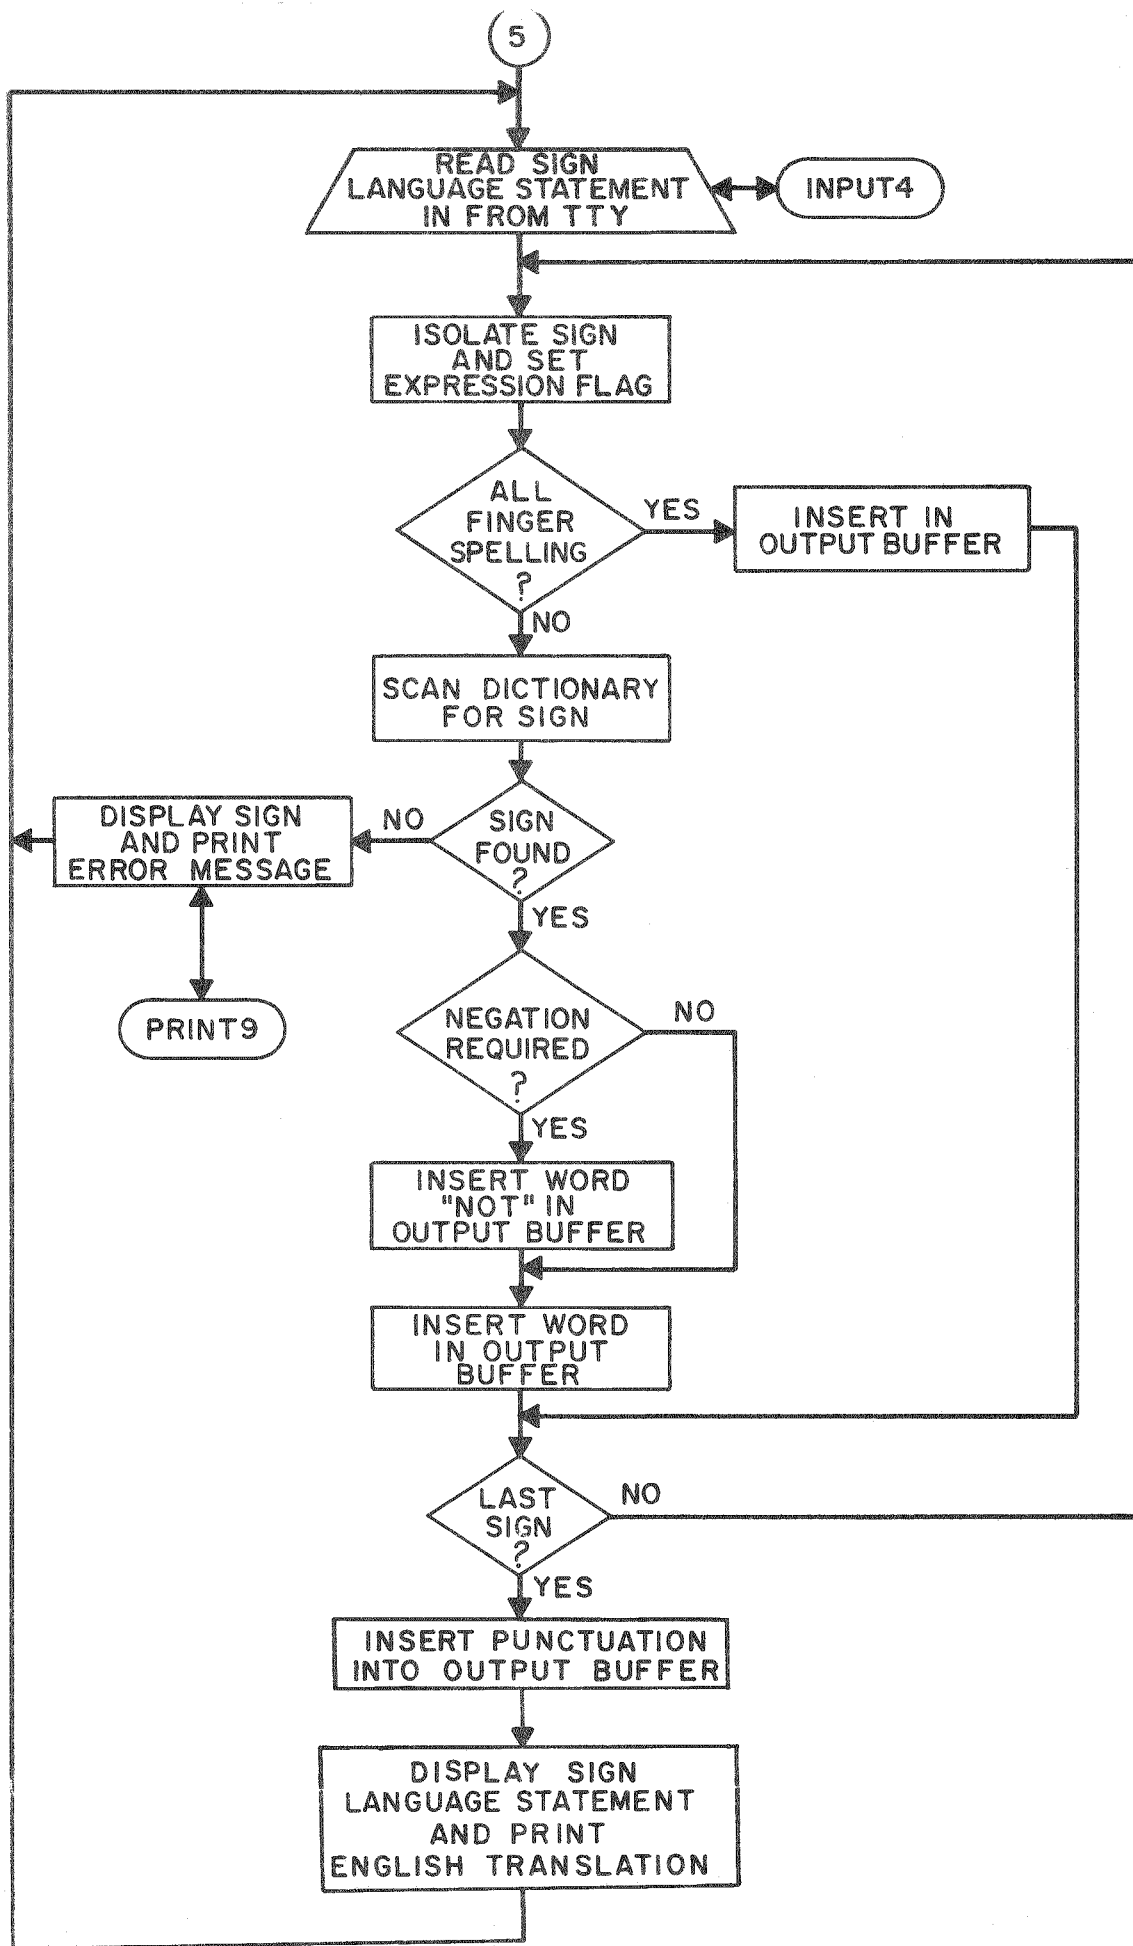 5
READ SIGN
LANGUAGE STATEMENT
IN FROM TTY
INPUT4
ISOLATE SIGN
AND SET
EXPRESSION FLAG
ALL
FINGER
SPELLING
?
YES
INSERT IN
OUTPUT BUFFER
NO
SCAN DICTIONARY
FOR SIGN
DISPLAY SIGN
AND PRINT
ERROR MESSAGE
NO
SIGN
FOUND
?
YES
PRINT9
NEGATION
REQUIRED
?
NO
YES
INSERT WORD
"NOT" IN
OUTPUT BUFFER
INSERT WORD
IN OUTPUT
BUFFER
LAST
SIGN
?
NO
YES
INSERT PUNCTUATION
INTO OUTPUT BUFFER
DISPLAY SIGN
LANGUAGE STATEMENT
AND PRINT
ENGLISH TRANSLATION